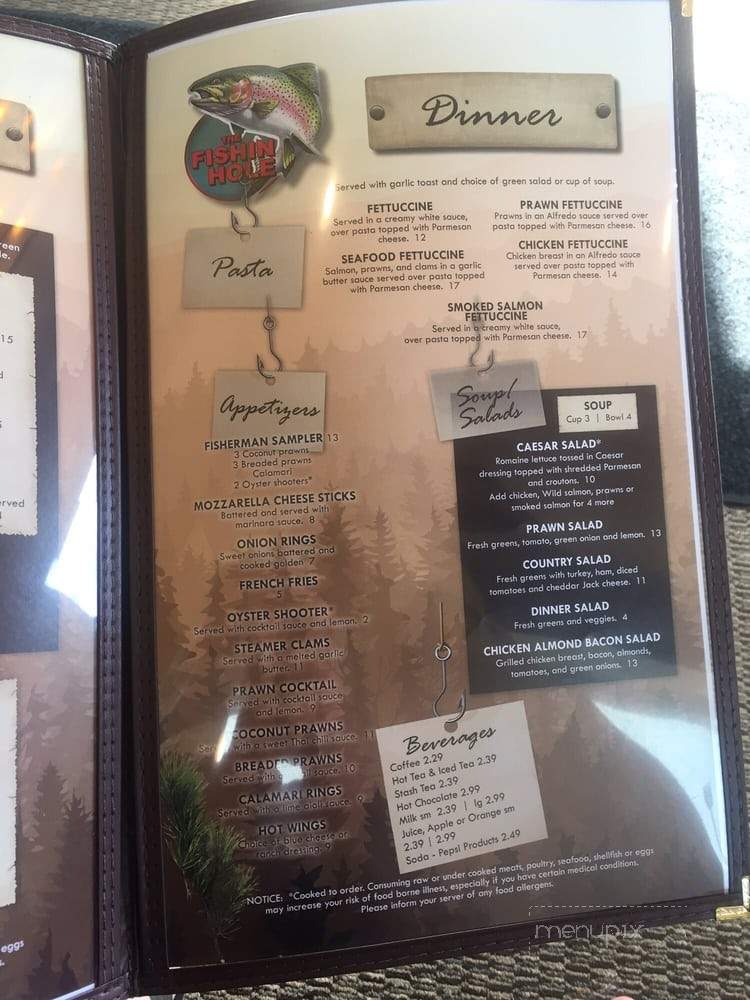 THE
FISHIN
HOLE
Dinner
Served with garlic toast and choice of green salad or cup of soup.
Pasta
FETTUCCINE
Served in a creamy white sauce,
over pasta topped with Parmesan
cheese. 12
SEAFOOD FETTUCCINE
Salmon, prawns, and clams in a garlic
butter sauce served over pasta topped
with Parmesan cheese. 17
PRAWN FETTUCCINE
Prawns in an Alfredo sauce served over
pasta topped with Parmesan cheese. 16
CHICKEN FETTUCCINE
Chicken breast in an Alfredo sauce
served over pasta topped with
Parmesan cheese. 14
SMOKED SALMON
FETTUCCINE
Served in a creamy white sauce,
over pasta topped with Parmesan cheese. 17
Appetizers
FISHERMAN SAMPLER 13
3 Coconut prawns
3 Breaded prawns
Calamari
2 Oyster shooters*
MOZZARELLA CHEESE STICKS
Battered and served with
marinara sauce. 8
ONION RINGS
Sweet onions battered and
cooked golden 7
FRENCH FRIES
5
OYSTER SHOOTER*
Served with cocktail sauce and lemon. 2
STEAMER CLAMS
Served with a melted garlic
butter. 11
PRAWN COCKTAIL
Served with cocktail sauce
and lemon. 9
COCONUT PRAWNS
Served with a sweet Thai chili sauce. 11
BREADED PRAWNS
Served with a sauce. 10
CALAMARI RINGS
Served with a lime aioli sauce. 9
HOT WINGS
Choice of blue cheese or
ranch dressing. 9
Soup/
Salads
SOUP
Cup 3 | Bowl 4
CAESAR SALAD*
Romaine lettuce tossed in Caesar
dressing topped with shredded Parmesan
and croutons. 10
Add chicken, Wild salmon, prawns or
smoked salmon for 4 more
PRAWN SALAD
Fresh greens, tomato, green onion and lemon. 13
COUNTRY SALAD
Fresh greens with turkey, ham, diced
tomatoes and cheddar Jack cheese. 11
DINNER SALAD
Fresh greens and veggies. 4
CHICKEN ALMOND BACON SALAD
Grilled chicken breast, bacon, almonds,
tomatoes, and green onions. 13
Beverages
Coffee 2.29
Hot Tea & Iced Tea 2.39
Stash Tea 2.39
Hot Chocolate 2.99
Milk sm 2.39 | lg 2.99
Juice, Apple or Orange sm
2.39 | 2.99
Soda - Pepsi Products 2.49
NOTICE: *Cooked to order. Consuming raw or under cooked meats, poultry, seafood, shellfish or eggs
may increase your risk of food borne illness, especially if you have certain medical conditions.
Please inform your server of any food allergens.
15
eggs
menupix